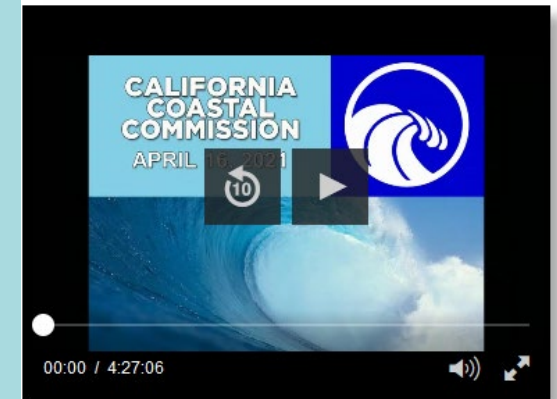 CALIFORNIA
COASTAL
COMMISSION
APRIL 16, 2021
10
00:00 / 4:27:06